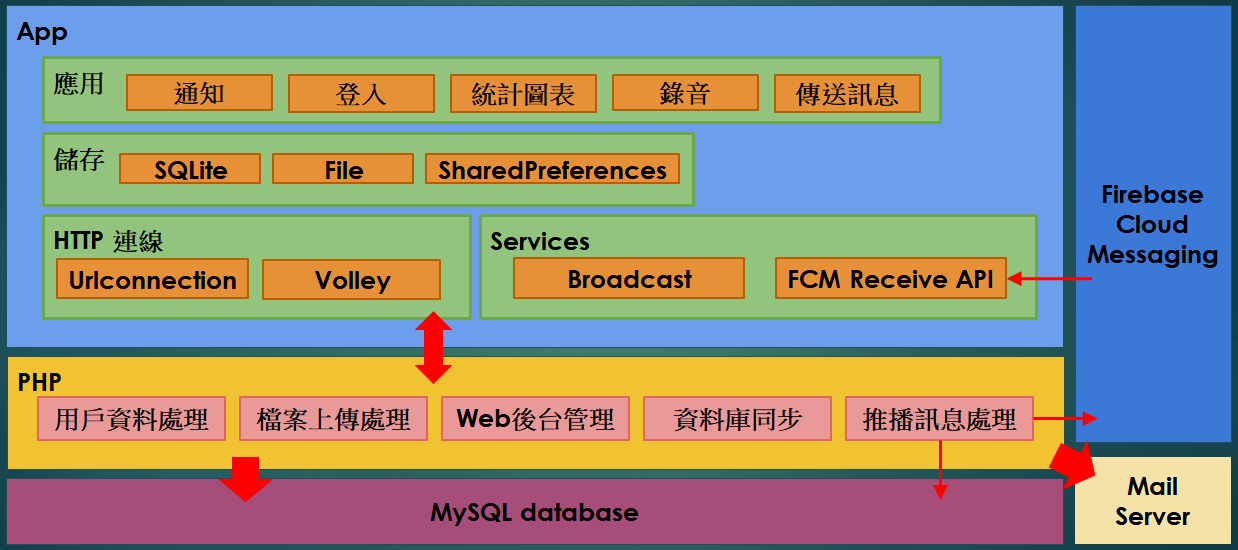 App
應用
通知
登入
統計圖表
錄音
傳送訊息
儲存
SQLite
File
SharedPreferences
HTTP 連線
Urlconnection
Volley
Services
Broadcast
FCM Receive API
Firebase
Cloud
Messaging
PHP
用戶資料處理
檔案上傳處理
Web後台管理
資料庫同步
推播訊息處理
MySQL database
Mail
Server